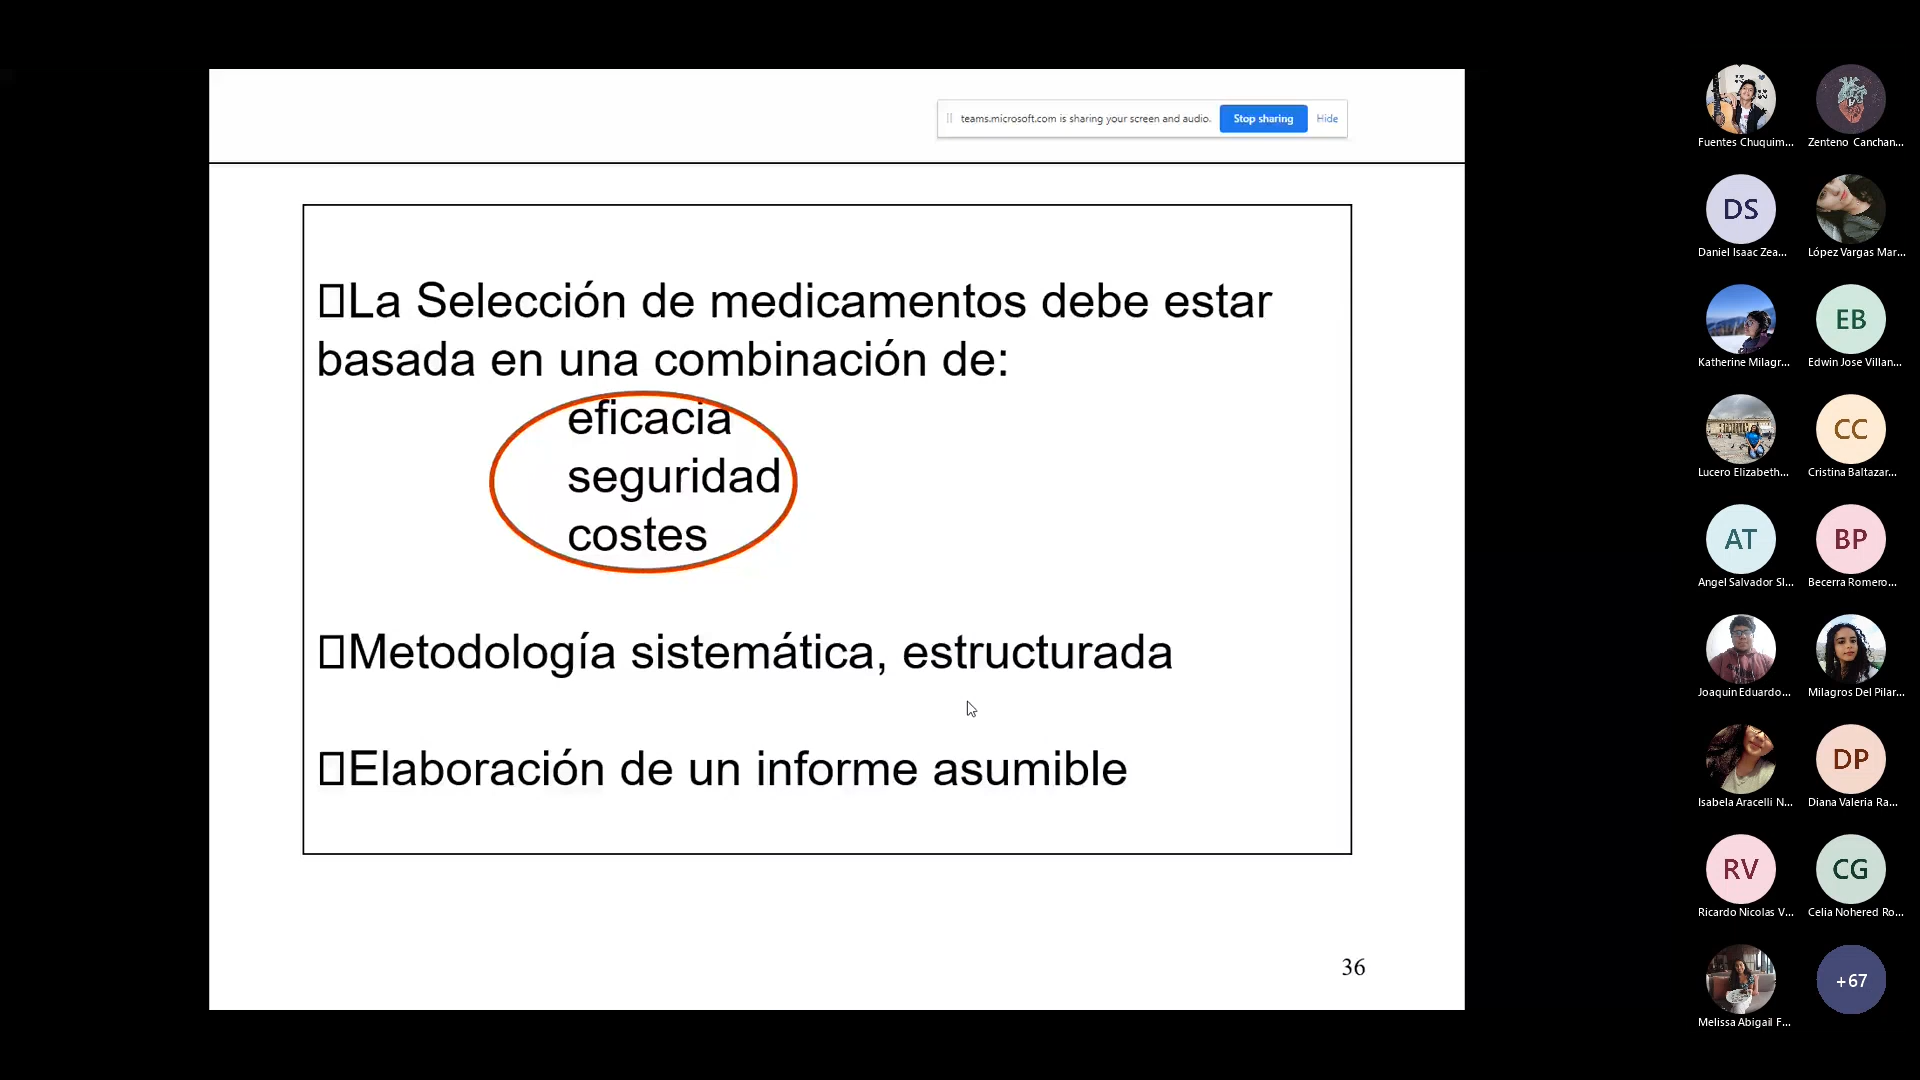 teams.microsoft.com is sharing your screen and audio. Stop sharing Hide
La Selección de medicamentos debe estar
basada en una combinación de:
eficacia
seguridad
costes
Metodología sistemática, estructurada
Elaboración de un informe asumible
36
Fuentes Chuquim... Zenteno Canchan...
DS
Daniel Isaac Zea... López Vargas Mar...
EB
Katherine Milagr... Edwin Jose Villan...
CC
Lucero Elizabeth... Cristina Baltazar...
AT BP
Angel Salvador Sl... Becerra Romero...
Joaquin Eduardo... Milagros Del Pilar...
DP
Isabela Aracelli N... Diana Valeria Ra...
RV CG
Ricardo Nicolas V... Celia Nohered Ro...
+67
Melissa Abigail F...